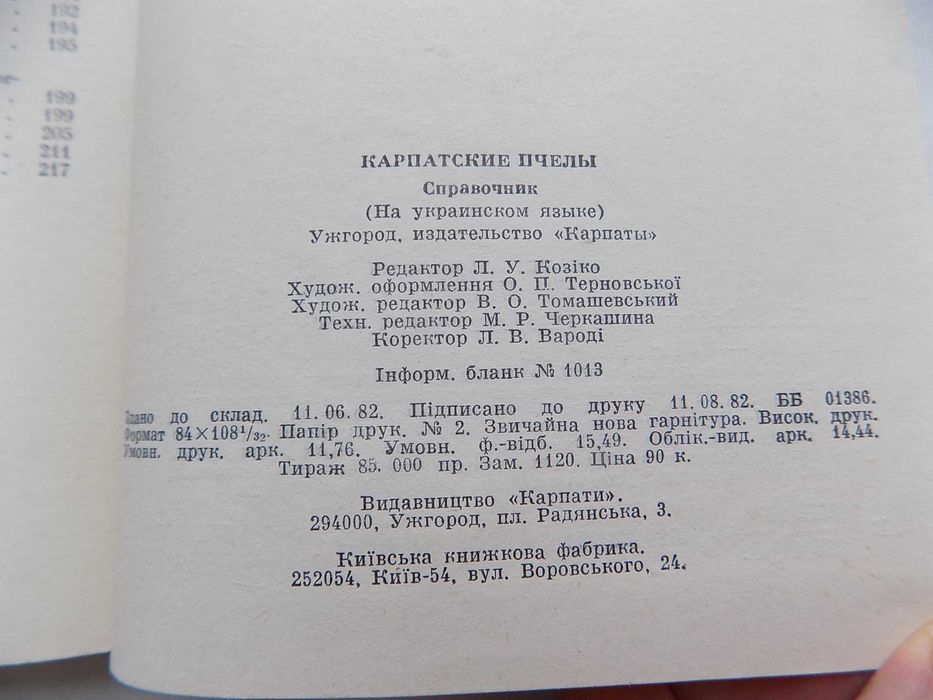 192
194
195
199
199
205
211
217
КАРПАТСКИЕ ПЧЕЛЫ
Справочник
(На украинском языке)
Ужгород, издательство «Карпаты»
Редактор Л. У. Козіко
Худож. оформлення О. П. Терновської
Худож. редактор В. О. Томашевський
Техн. редактор М. Р. Черкашина
Коректор Л. В. Вароді
Інформ. бланк № 1013
Здано до склад. 11.06.82. Підписано до друку 11.08.82. ББ 01386.
Формат 84×108¹/₃₂. Папір друк. № 2. Звичайна нова гарнітура. Висок. друк.
Умовн. друк. арк. 11,76. Умовн. ф.-відб. 15,49. Облік.-вид. арк. 14,44.
Тираж 85.000 пр. Зам. 1120. Ціна 90 к.
Видавництво «Карпати».
294000, Ужгород, пл. Радянська, 3.
Київська книжкова фабрика.
252054, Київ-54, вул. Воровського, 24.